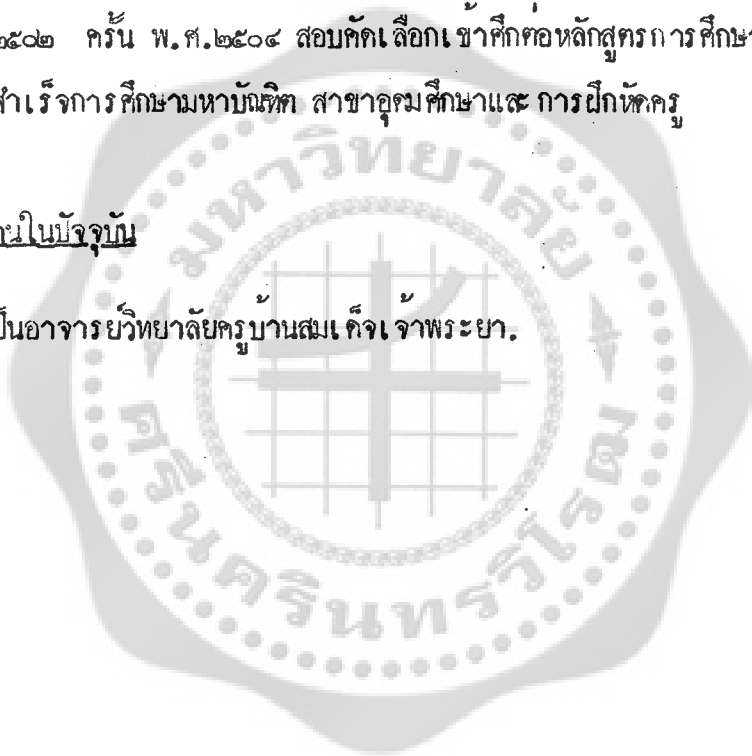 ๒๕๐๒ ครั้น พ.ศ.๒๕๐๔ สอบคัดเลือกเข้าศึกต่อหลักสูตรการศึกษา
สำเร็จการศึกษามหาบัณฑิต สาขาอุดมศึกษาและการฝึกหัดครู
านในปัจจุบัน
ป็นอาจารย์วิทยาลัยครูบ้านสมเด็จเจ้าพระยา.
มหาวิทยาลัย
ศรีนครินทรวิโรฒ